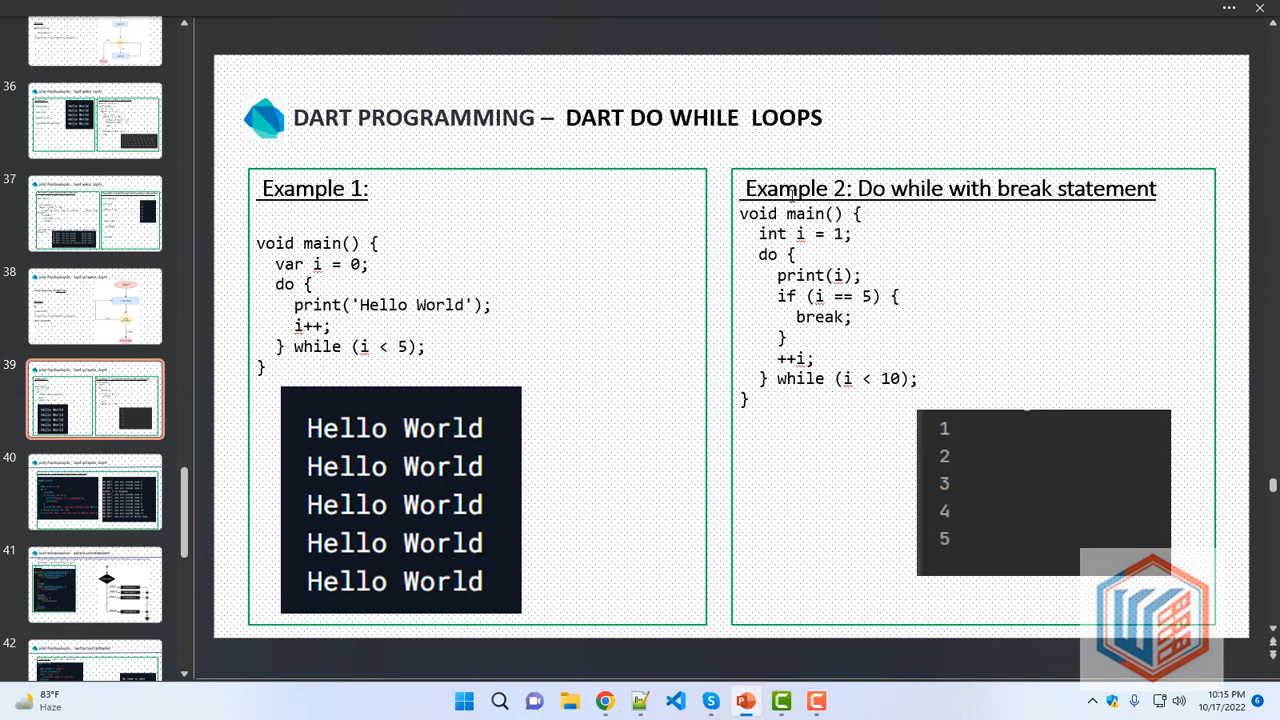 36
37
38
39
40
41
42
DART PROGRAMMING – DART DO WHILE LOOPS
Example 1:
void main() {
var i = 0;
do {
print('Hello World');
i++;
} while (i < 5);
}
Hello World
Hello World
Hello World
Hello World
Hello World
Example 2: Do while with break statement
void main() {
int i = 1;
do {
print(i);
if (i == 5) {
break;
}
++i;
} while (i < 10);
}
1
2
3
4
5
83°F
Haze
10:15 PM
10/17/2022
6